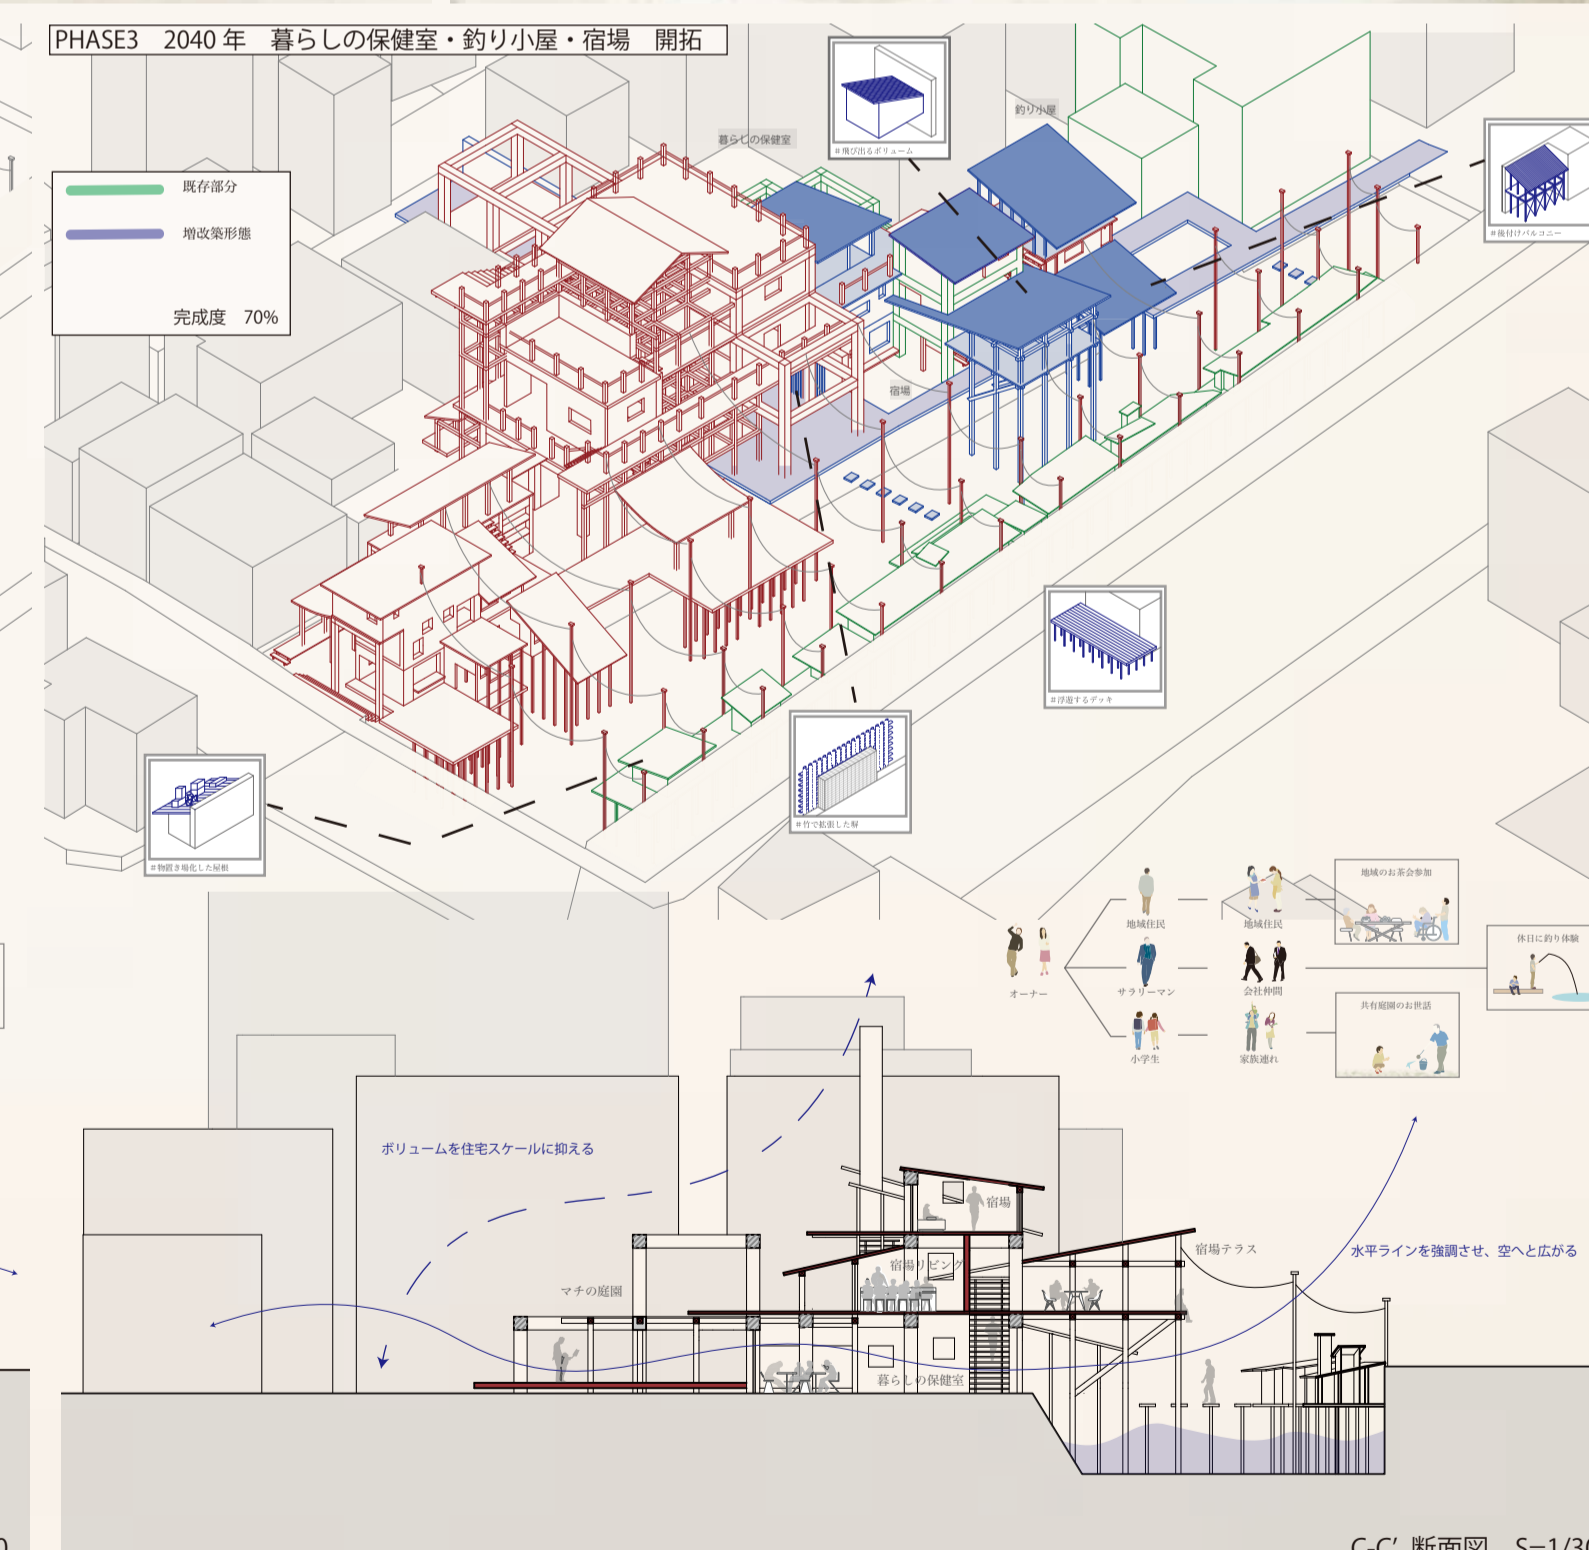 PHASE3　2040 年　暮らしの保健室・釣り小屋・宿場　開拓
既存部分
増改築形態
完成度　70%
暮らしの保健室
#飛び出るボリューム
釣り小屋
#後付けバルコニー
宿場
#浮遊するデッキ
#竹で拡張した塀
#物置き場化した屋根
オーナー
地域住民
地域住民
地域のお茶会参加
サラリーマン
会社仲間
休日に釣り体験
小学生
家族連れ
共有庭園のお世話
ボリュームを住宅スケールに抑える
宿場
宿場テラス
水平ラインを強調させ、空へと広がる
宿場リビング
マチの庭園
暮らしの保健室
C-C’ 断面図　S=1/30